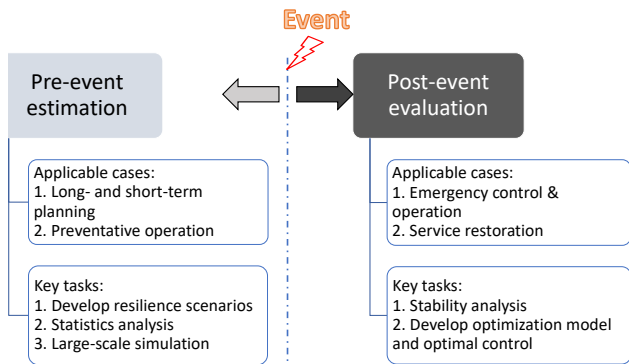 Event
Pre-event
estimation
Post-event
evaluation
Applicable cases:
1. Long- and short-term
planning
2. Preventative operation
Applicable cases:
1. Emergency control &
operation
2. Service restoration
Key tasks:
1. Develop resilience scenarios
2. Statistics analysis
3. Large-scale simulation
Key tasks:
1. Stability analysis
2. Develop optimization model
and optimal control